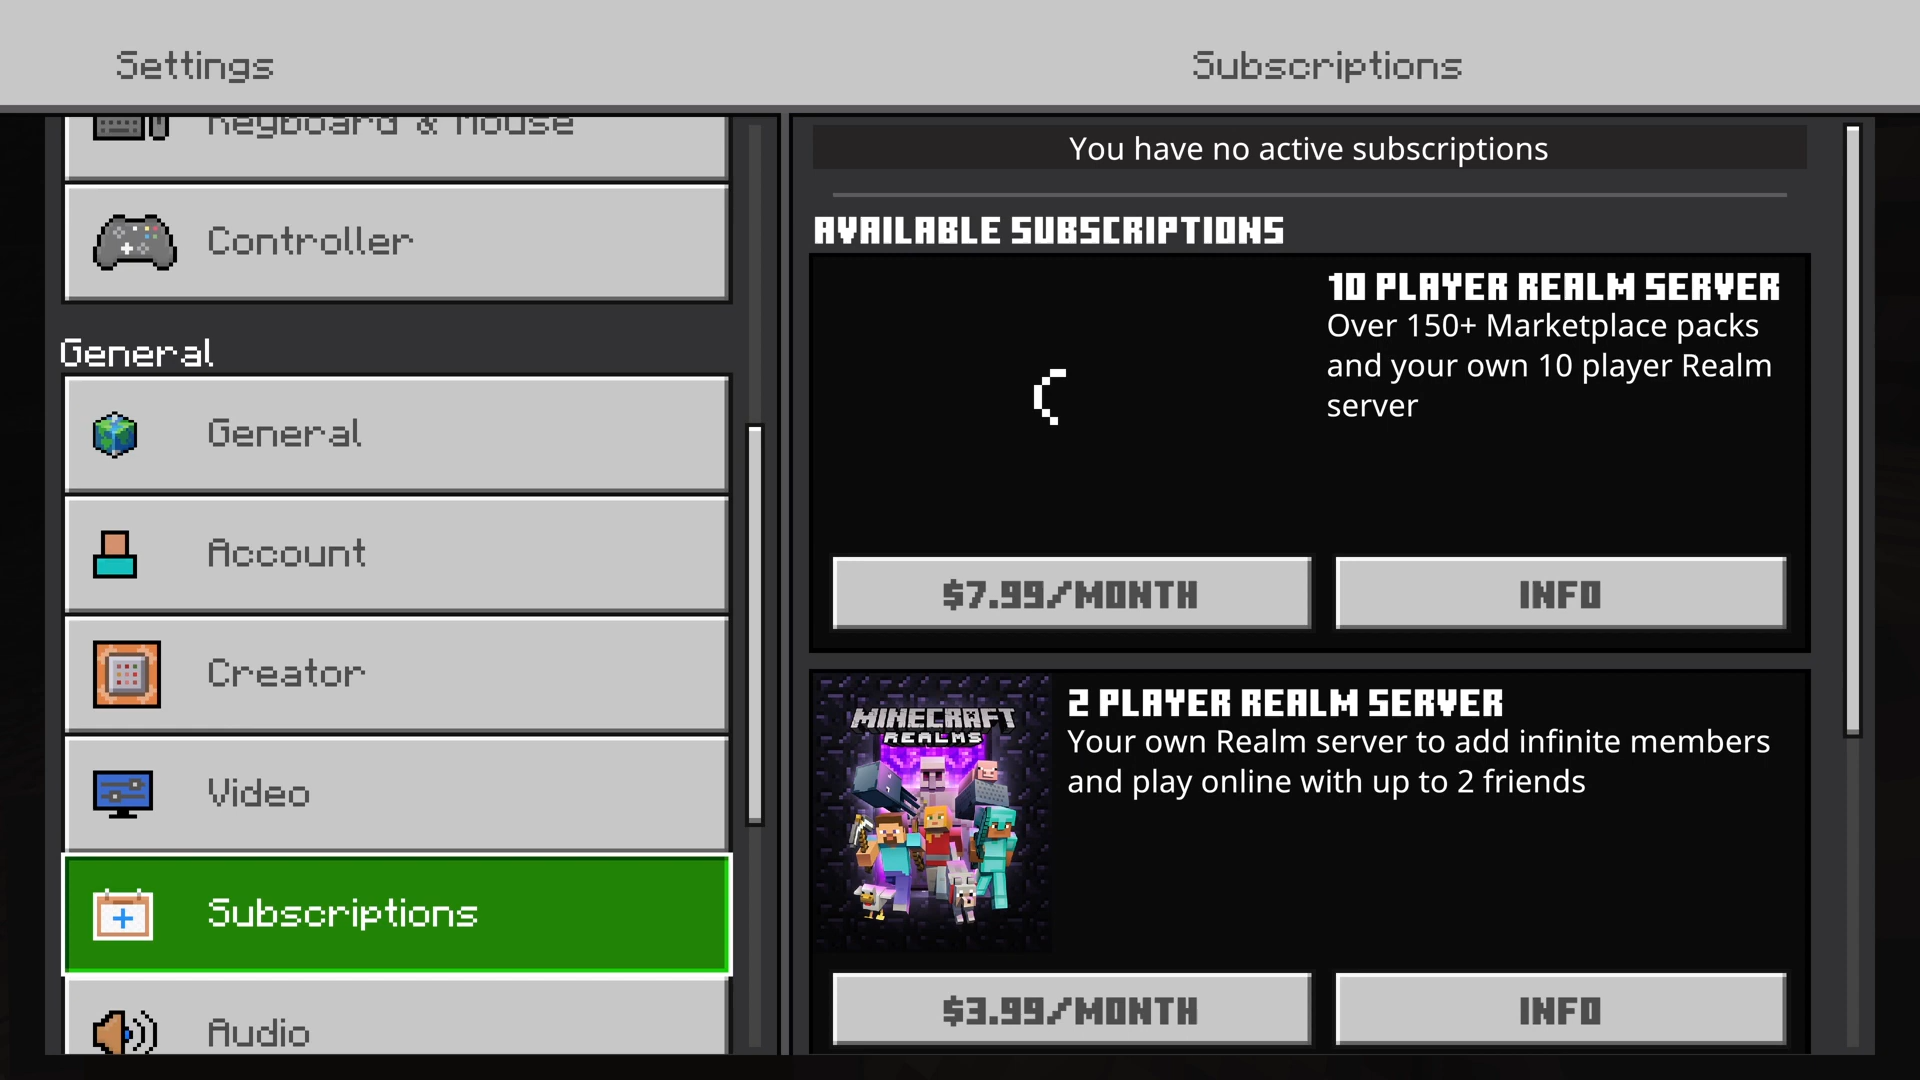 Settings
Subscriptions
Keyboard & Mouse
Controller
General
General
Account
Creator
Video
Subscriptions
Audio
You have no active subscriptions
AVAILABLE SUBSCRIPTIONS
10 PLAYER REALM SERVER
Over 150+ Marketplace packs
and your own 10 player Realm
server
$7.99/MONTH
INFO
MINECRAFT
REALMS
2 PLAYER REALM SERVER
Your own Realm server to add infinite members
and play online with up to 2 friends
$3.99/MONTH
INFO